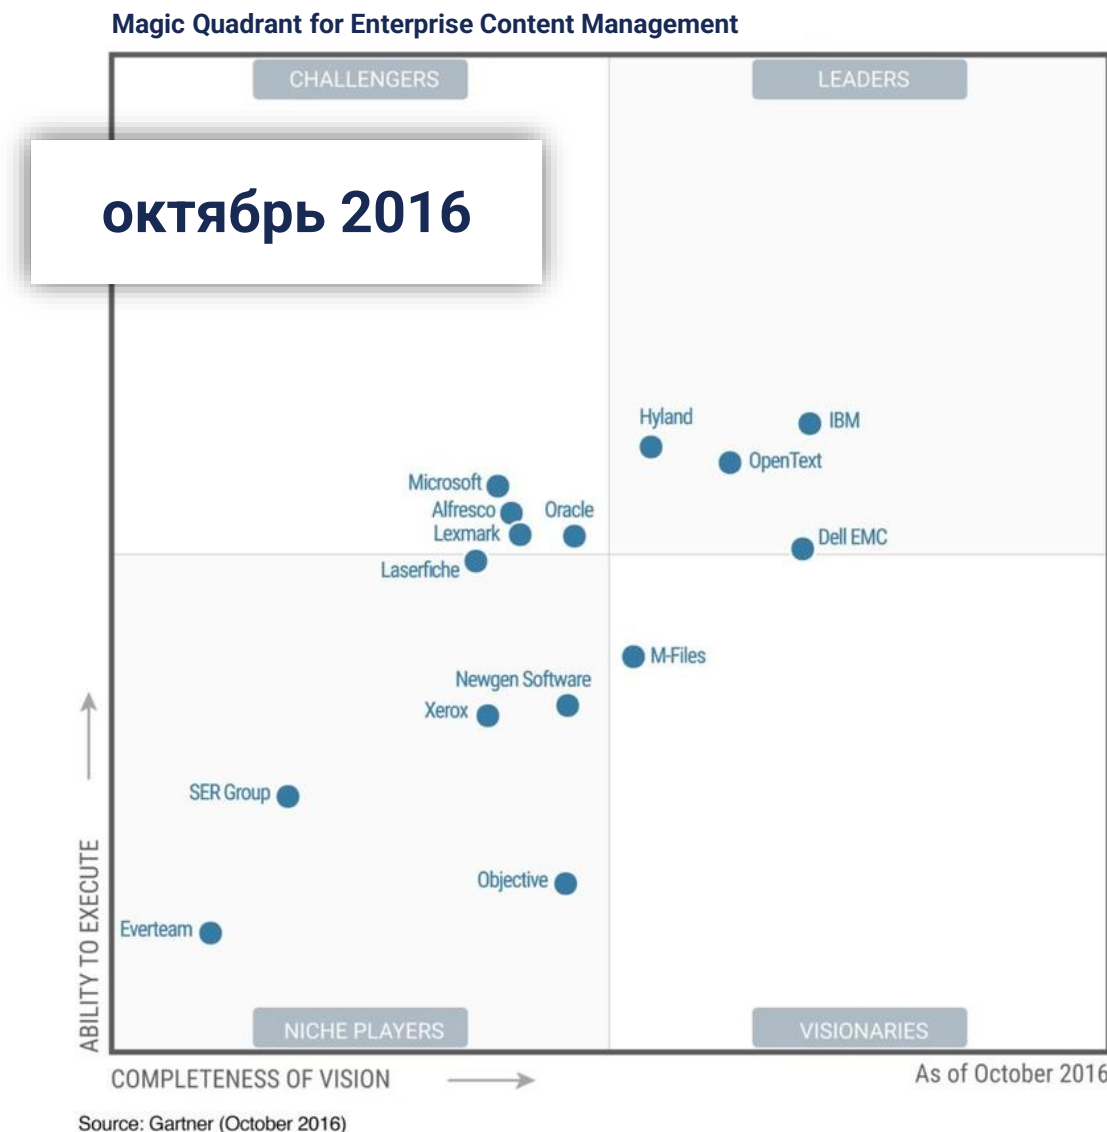 Magic Quadrant for Enterprise Content Management
CHALLENGERS
LEADERS
октябрь 2016
Hyland
IBM
OpenText
Microsoft
Alfresco
Oracle
Lexmark
Dell EMC
Laserfiche
M-Files
Newgen Software
Xerox
SER Group
Objective
Everteam
ABILITY TO EXECUTE
NICHE PLAYERS
VISIONARIES
COMPLETENESS OF VISION
As of October 2016
Source: Gartner (October 2016)